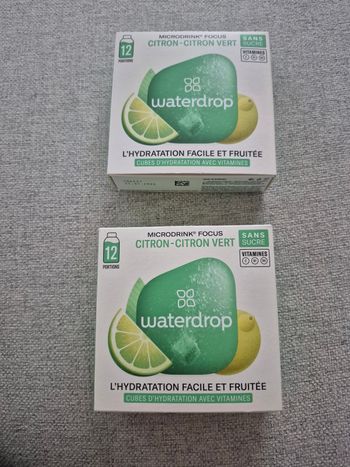 MICRODRINK® FOCUS
CITRON-CITRON VERT
SANS
SUCRE
12
PORTIONS
VITAMINES
waterdrop
L'HYDRATATION FACILE ET FRUITÉE
CUBES D'HYDRATATION AVEC VITAMINES
MICRODRINK® FOCUS
CITRON-CITRON VERT
SANS
SUCRE
12
PORTIONS
VITAMINES
waterdrop
L'HYDRATATION FACILE ET FRUITÉE
CUBES D'HYDRATATION AVEC VITAMINES